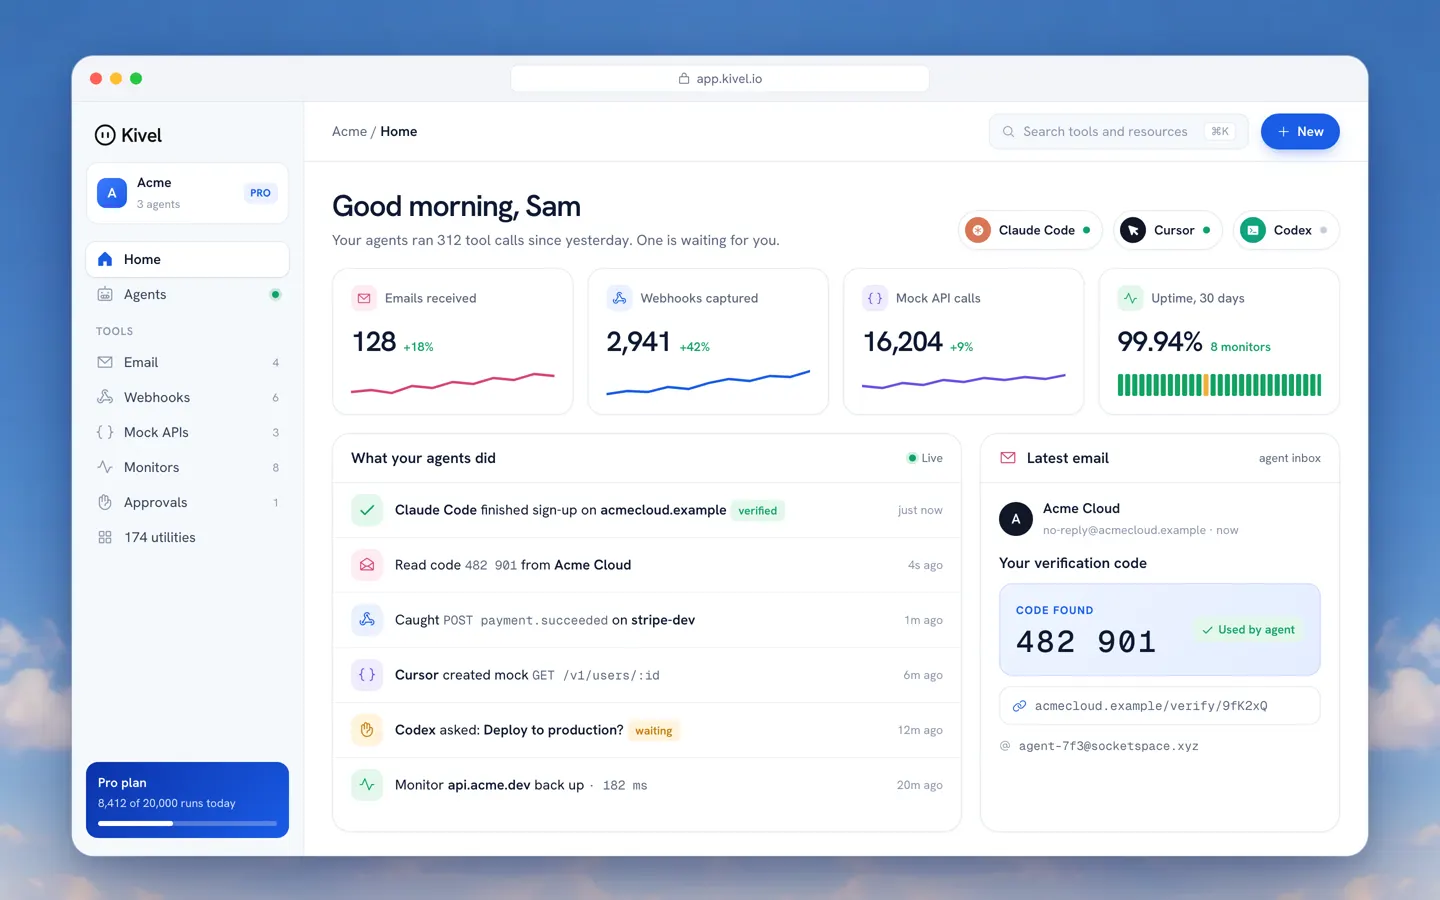 app.kivel.io
Kivel
A
Acme
3 agents
PRO
Home
Agents
TOOLS
Email 4
Webhooks 6
Mock APIs 3
Monitors 8
Approvals 1
174 utilities
Pro plan
8,412 of 20,000 runs today
Acme / Home
Search tools and resources ⌘K
+ New
Good morning, Sam
Your agents ran 312 tool calls since yesterday. One is waiting for you.
Claude Code
Cursor
Codex
Emails received
128 +18%
Webhooks captured
2,941 +42%
{ } Mock API calls
16,204 +9%
Uptime, 30 days
99.94% 8 monitors
What your agents did
Live
Claude Code finished sign-up on acmecloud.example verified just now
Read code 482 901 from Acme Cloud 4s ago
Caught POST payment.succeeded on stripe-dev 1m ago
{ } Cursor created mock GET /v1/users/:id 6m ago
Codex asked: Deploy to production? waiting 12m ago
Monitor api.acme.dev back up · 182 ms 20m ago
Latest email agent inbox
A
Acme Cloud
no-reply@acmecloud.example · now
Your verification code
CODE FOUND
482 901
Used by agent
acmecloud.example/verify/9fK2xQ
@ agent-7f3@socketspace.xyz